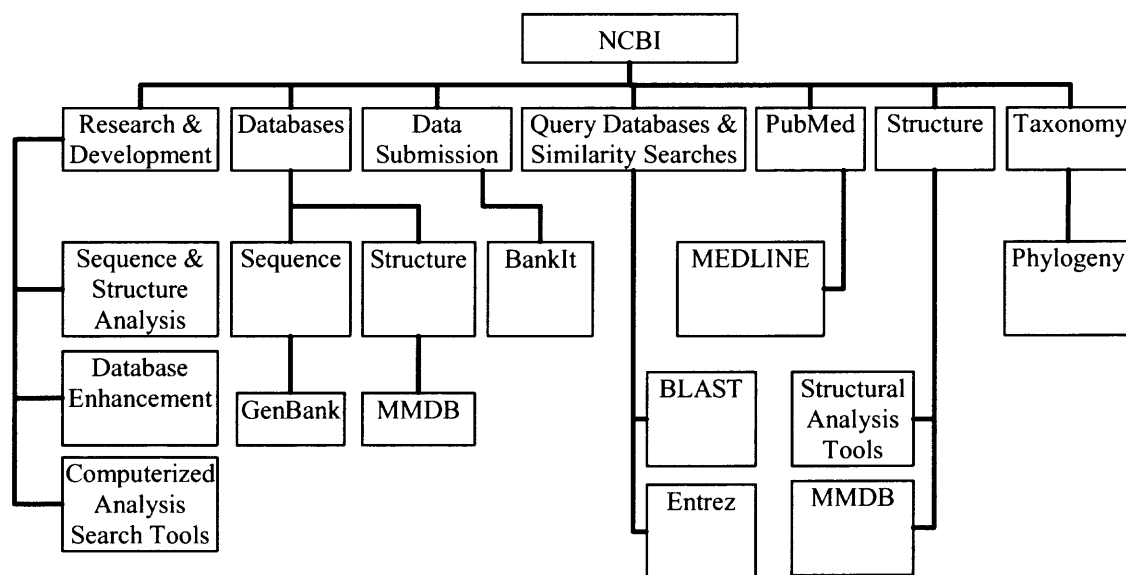 NCBI
Research &
Development
Databases
Data
Submission
Query Databases &
Similarity Searches
PubMed
Structure
Taxonomy
Sequence &
Structure
Analysis
Sequence
Structure
BankIt
MEDLINE
Phylogeny
Database
Enhancement
GenBank
MMDB
BLAST
Structural
Analysis
Tools
Computerized
Analysis
Search Tools
Entrez
MMDB